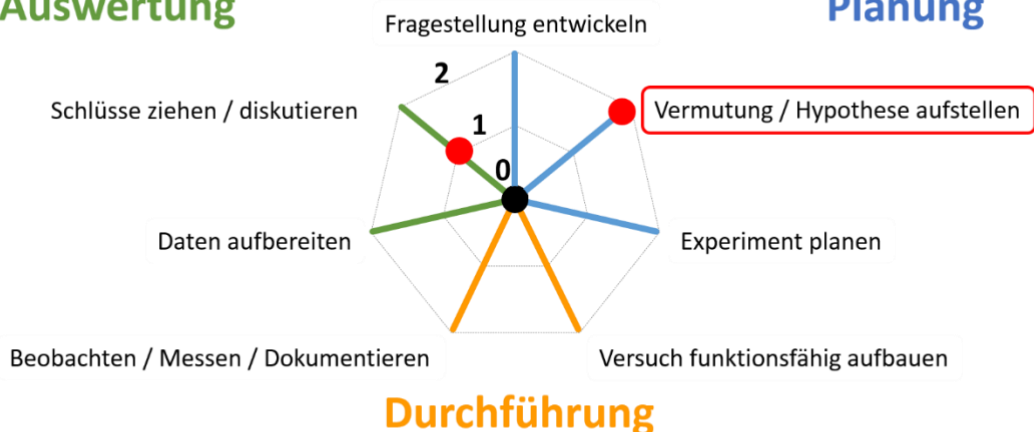 Auswertung
Planung
Fragestellung entwickeln
2
Schlüsse ziehen / diskutieren
Vermutung / Hypothese aufstellen
1
0
Daten aufbereiten
Experiment planen
Beobachten / Messen / Dokumentieren
Versuch funktionsfähig aufbauen
Durchführung